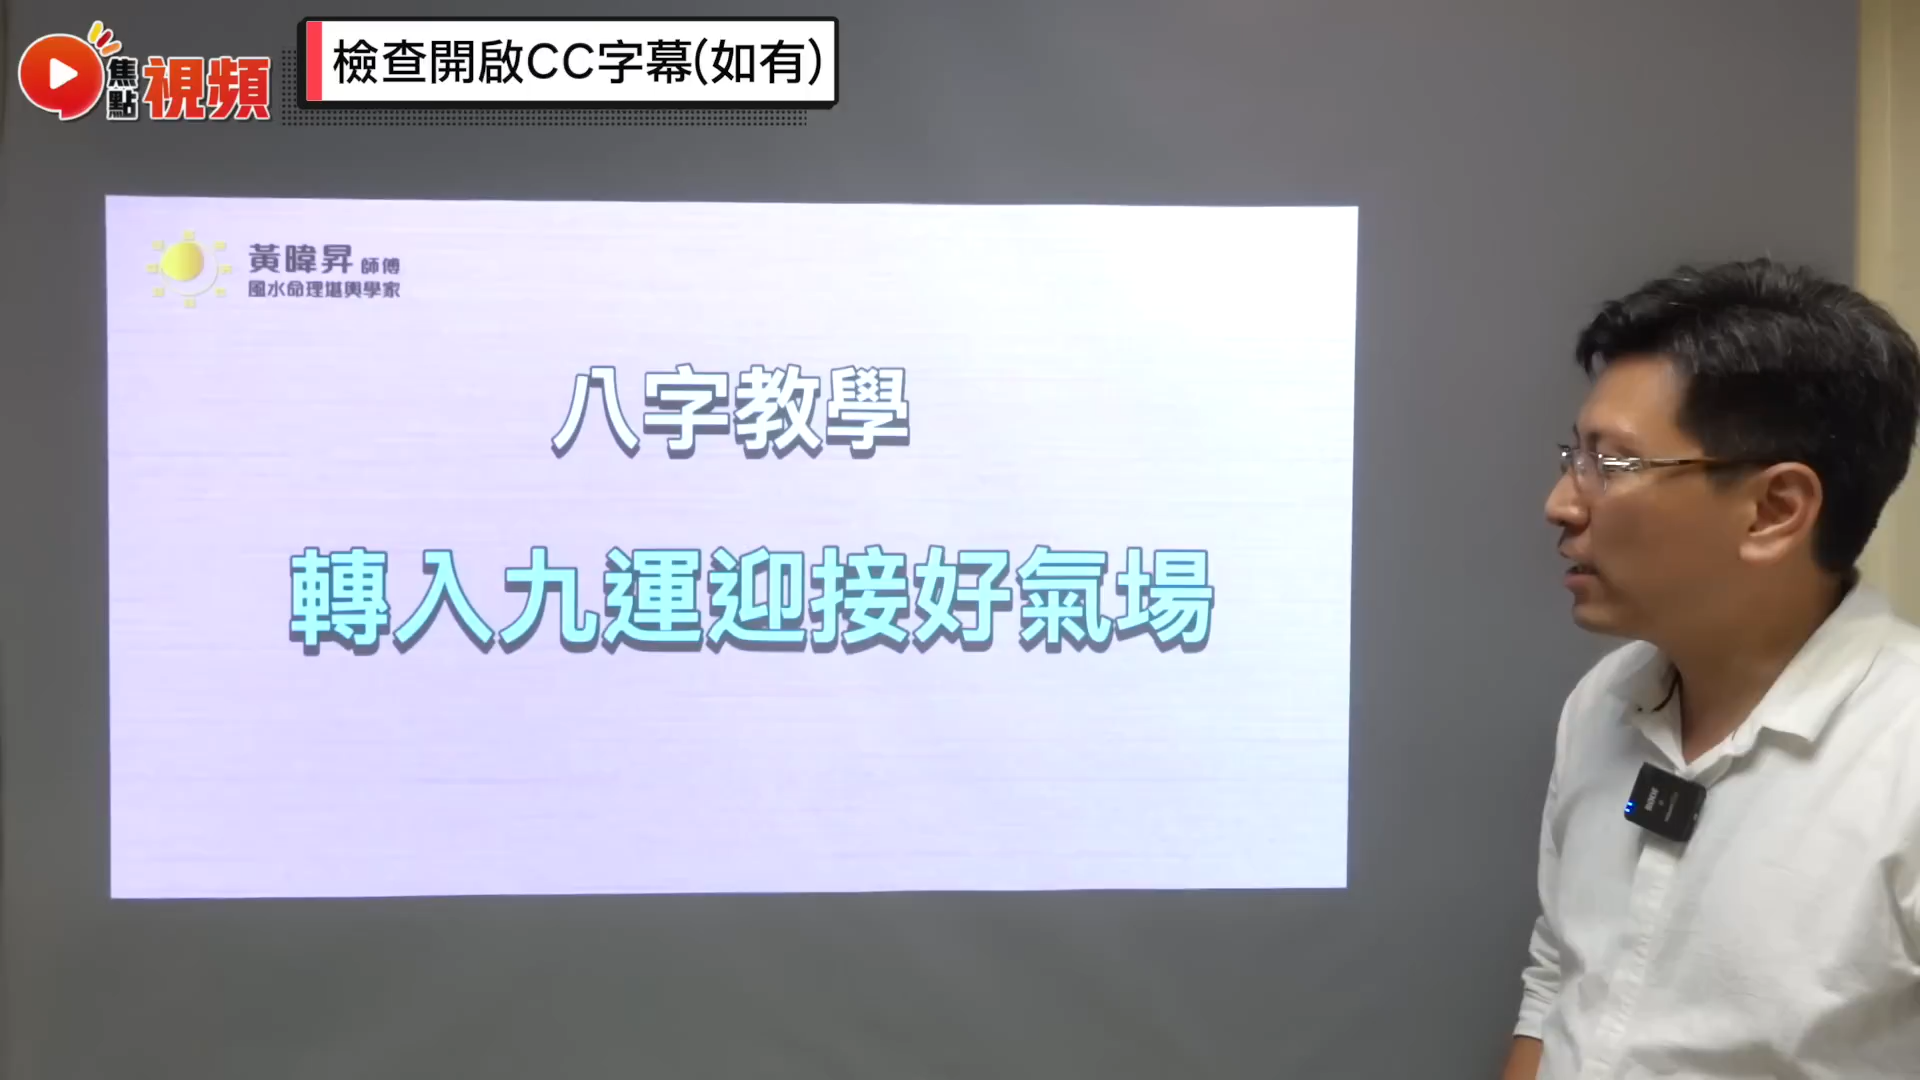 焦點視頻
檢查開啟CC字幕(如有)
黃暐昇 師傅
風水命理堪輿學家
八字教學
轉入九運迎接好氣場